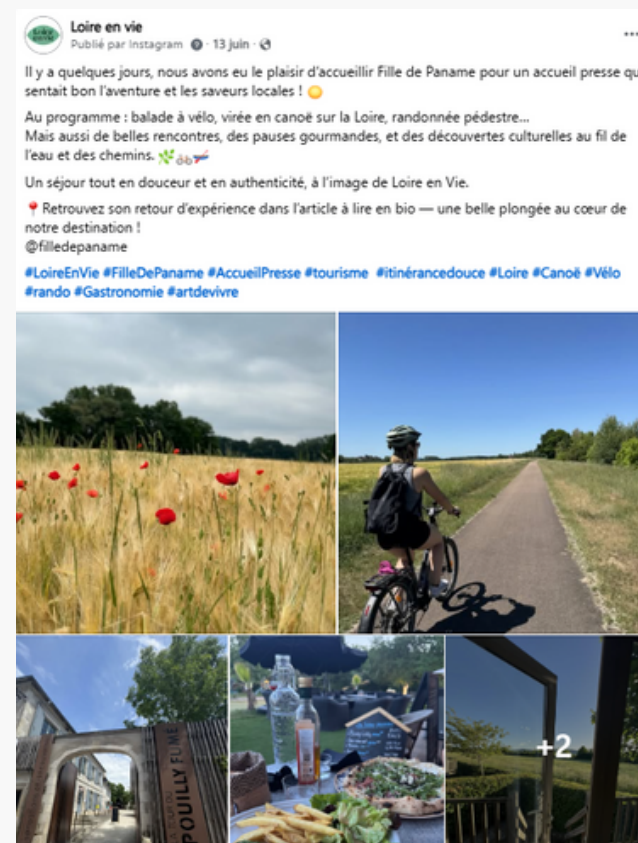 Loire en vie
Publié par Instagram · 13 juin ·
Il y a quelques jours, nous avons eu le plaisir d'accueillir Fille de Paname pour un accueil presse qu
sentait bon l'aventure et les saveurs locales !
Au programme : balade à vélo, virée en canoë sur la Loire, randonnée pédestre...
Mais aussi de belles rencontres, des pauses gourmandes, et des découvertes culturelles au fil de
l'eau et des chemins.
Un séjour tout en douceur et en authenticité, à l'image de Loire en Vie.
📍 Retrouvez son retour d'expérience dans l'article à lire en bio — une belle plongée au cœur de
notre destination !
@filledepaname
#LoireEnVie #FilleDePaname #AccueilPresse #tourisme #itinérancedouce #Loire #Canoë #Vélo
#rando #Gastronomie #artdevivre
POUILLY FUMÉ
+2